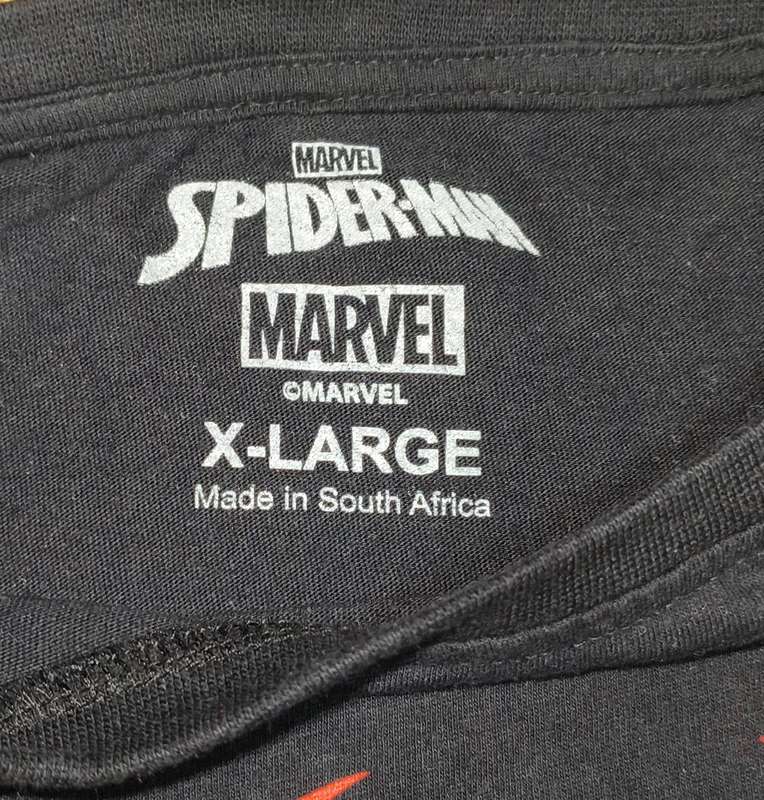 MARVEL
SPIDER-MAN
MARVEL
©MARVEL
X-LARGE
Made in South Africa